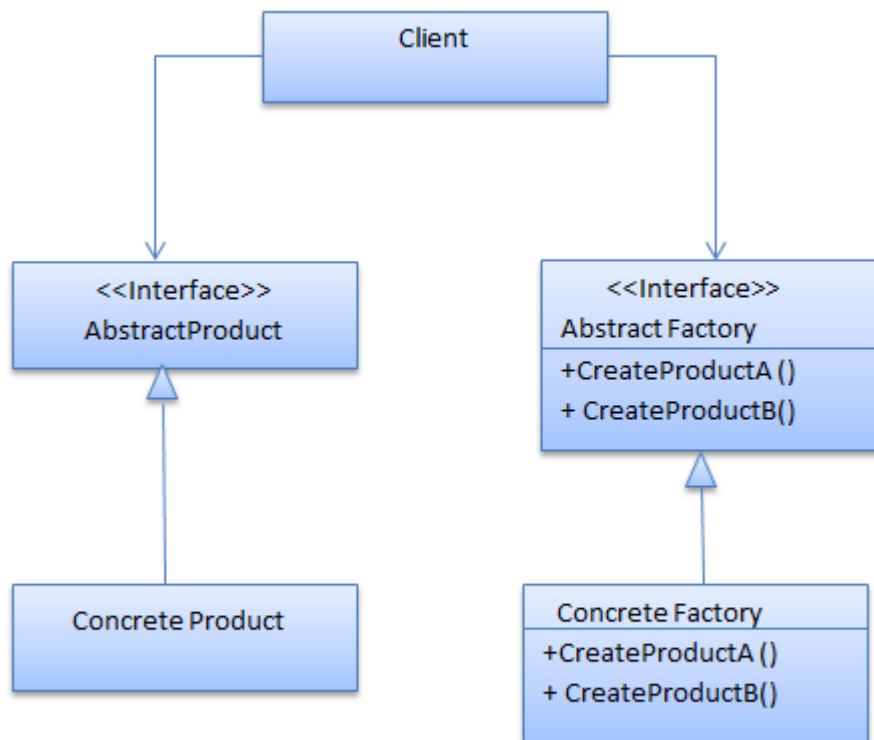 Client
<<Interface>>
AbstractProduct
<<Interface>>
Abstract Factory
+CreateProductA ()
+ CreateProductB()
Concrete Product
Concrete Factory
+CreateProductA ()
+ CreateProductB()